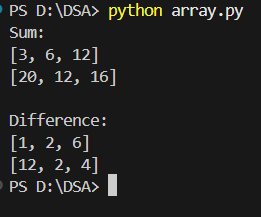 PS D:\DSA> python array.py
Sum:
[3, 6, 12]
[20, 12, 16]
Difference:
[1, 2, 6]
[12, 2, 4]
PS D:\DSA>